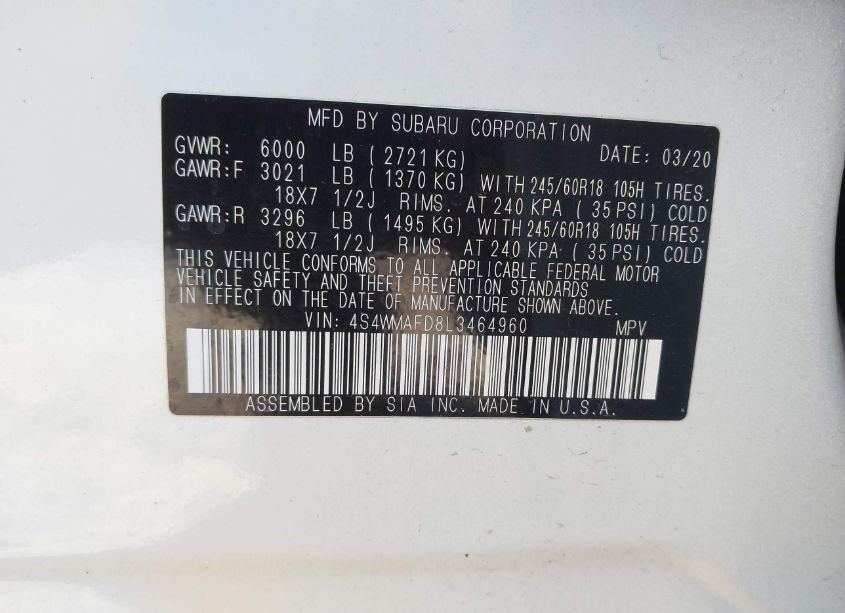 MFD BY SUBARU CORPORATION
GVWR: 6000 LB ( 2721 KG) DATE: 03/20
GAWR:F 3021 LB ( 1370 KG) WITH 245/60R18 105H TIRES.
18X7 1/2J RIMS. AT 240 KPA ( 35 PSI) COLD
GAWR:R 3296 LB ( 1495 KG) WITH 245/60R18 105H TIRES.
18X7 1/2J RIMS. AT 240 KPA ( 35 PSI) COLD
THIS VEHICLE CONFORMS TO ALL APPLICABLE FEDERAL MOTOR
VEHICLE SAFETY AND THEFT PREVENTION STANDARDS
IN EFFECT ON THE DATE OF MANUFACTURE SHOWN ABOVE.
VIN: 4S4WMAFD8L3464960 MPV
ASSEMBLED BY SIA INC. MADE IN U.S.A.